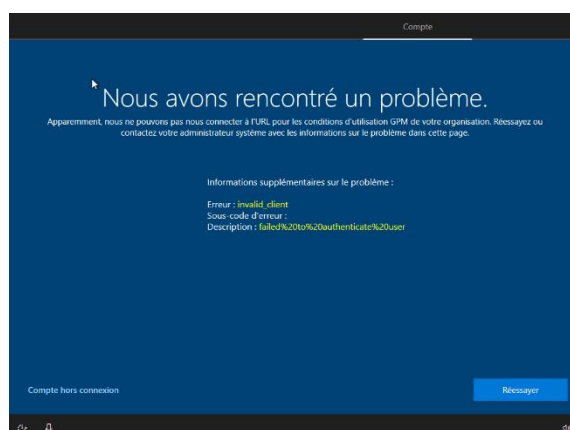 Compte
Nous avons rencontré un problème.
Apparemment, nous ne pouvons pas nous connecter à l'URL pour les conditions d'utilisation GPM de votre organisation. Réessayez ou
contactez votre administrateur système avec les informations sur le problème dans cette page.
Informations supplémentaires sur le problème :
Erreur : invalid_client
Sous-code d'erreur :
Description : failed%20to%20authenticate%20user
Compte hors connexion
Réessayer